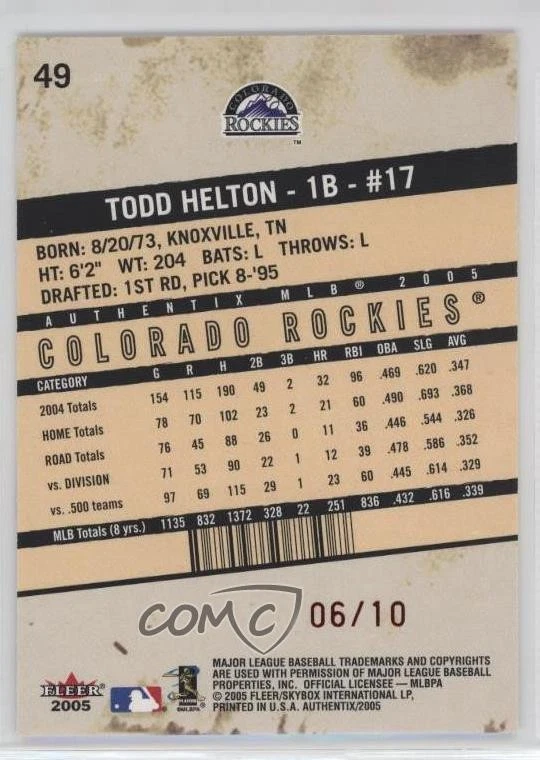 49
COLORADO
ROCKIES
TM
TODD HELTON - 1B - #17
BORN: 8/20/73, KNOXVILLE, TN
HT: 6'2" WT: 204 BATS: L THROWS: L
DRAFTED: 1ST RD, PICK 8-'95
AUTHENTIX MLB® 2005
COLORADO ROCKIES®
CATEGORY G R H 2B 3B HR RBI OBA SLG AVG
2004 Totals 154 115 190 49 2 32 96 .469 .620 .347
HOME Totals 78 70 102 23 2 21 60 .490 .693 .368
ROAD Totals 76 45 88 26 0 11 36 .446 .544 .326
vs. DIVISION 71 53 90 22 1 12 39 .478 .586 .352
vs. .500 teams 97 69 115 29 1 23 60 .445 .614 .329
MLB Totals (8 yrs.) 1135 832 1372 328 22 251 836 .432 .616 .339
COMC
06/10
FLEER
2005
MLBPA
MAJOR LEAGUE BASEBALL TRADEMARKS AND COPYRIGHTS
ARE USED WITH PERMISSION OF MAJOR LEAGUE BASEBALL
PROPERTIES, INC. OFFICIAL LICENSEE — MLBPA
© 2005 FLEER/SKYBOX INTERNATIONAL LP,
PRINTED IN U.S.A. AUTHENTIX/2005